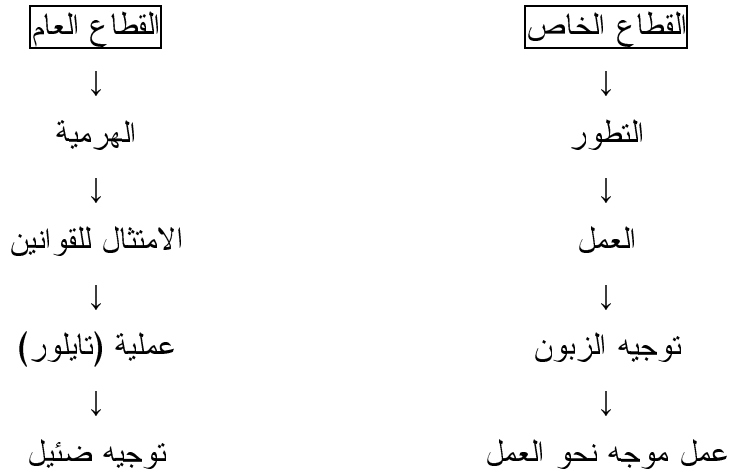 القطاع الخاص القطاع العام
↓ ↓
التطور الهرمية
↓ ↓
العمل الامتثال للقوانين
↓ ↓
توجيه الزبون عملية (تايلور)
↓ ↓
عمل موجه نحو العمل توجيه ضئيل